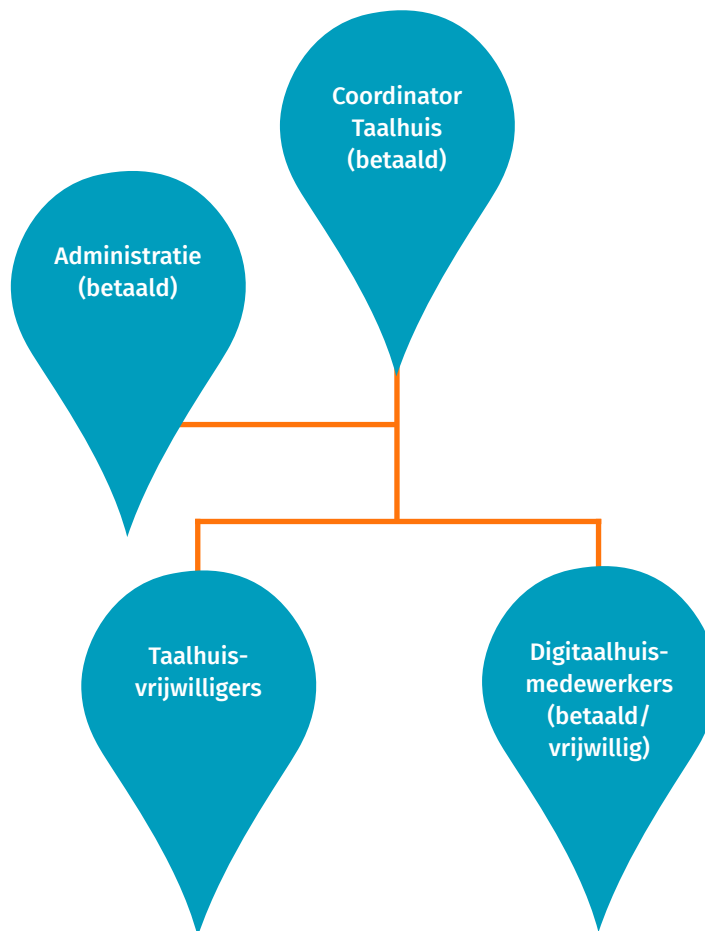 Coordinator
Taalhuis
(betaald)
Administratie
(betaald)
Taalhuis-
vrijwilligers
Digitaalhuis-
medewerkers
(betaald/
vrijwillig)